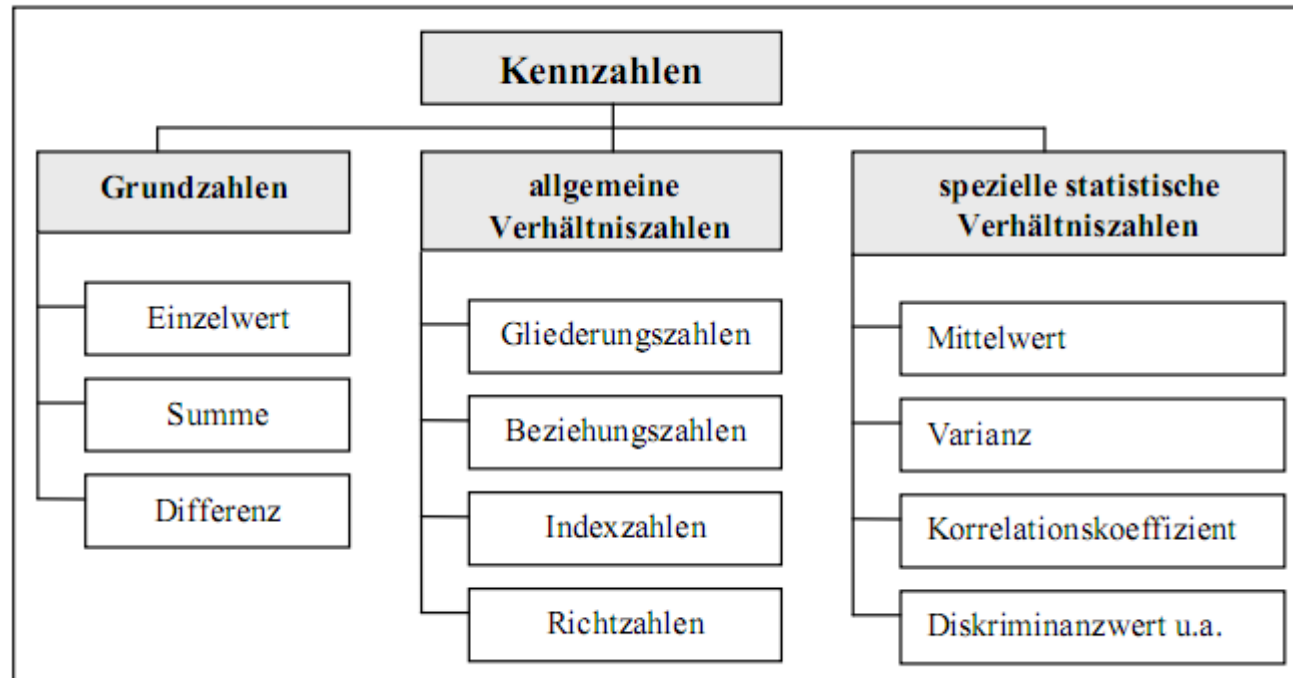 Kennzahlen
Grundzahlen
Einzelwert
Summe
Differenz
allgemeine
Verhältniszahlen
Gliederungszahlen
Beziehungszahlen
Indexzahlen
Richtzahlen
spezielle statistische
Verhältniszahlen
Mittelwert
Varianz
Korrelationskoeffizient
Diskriminanzwert u.a.